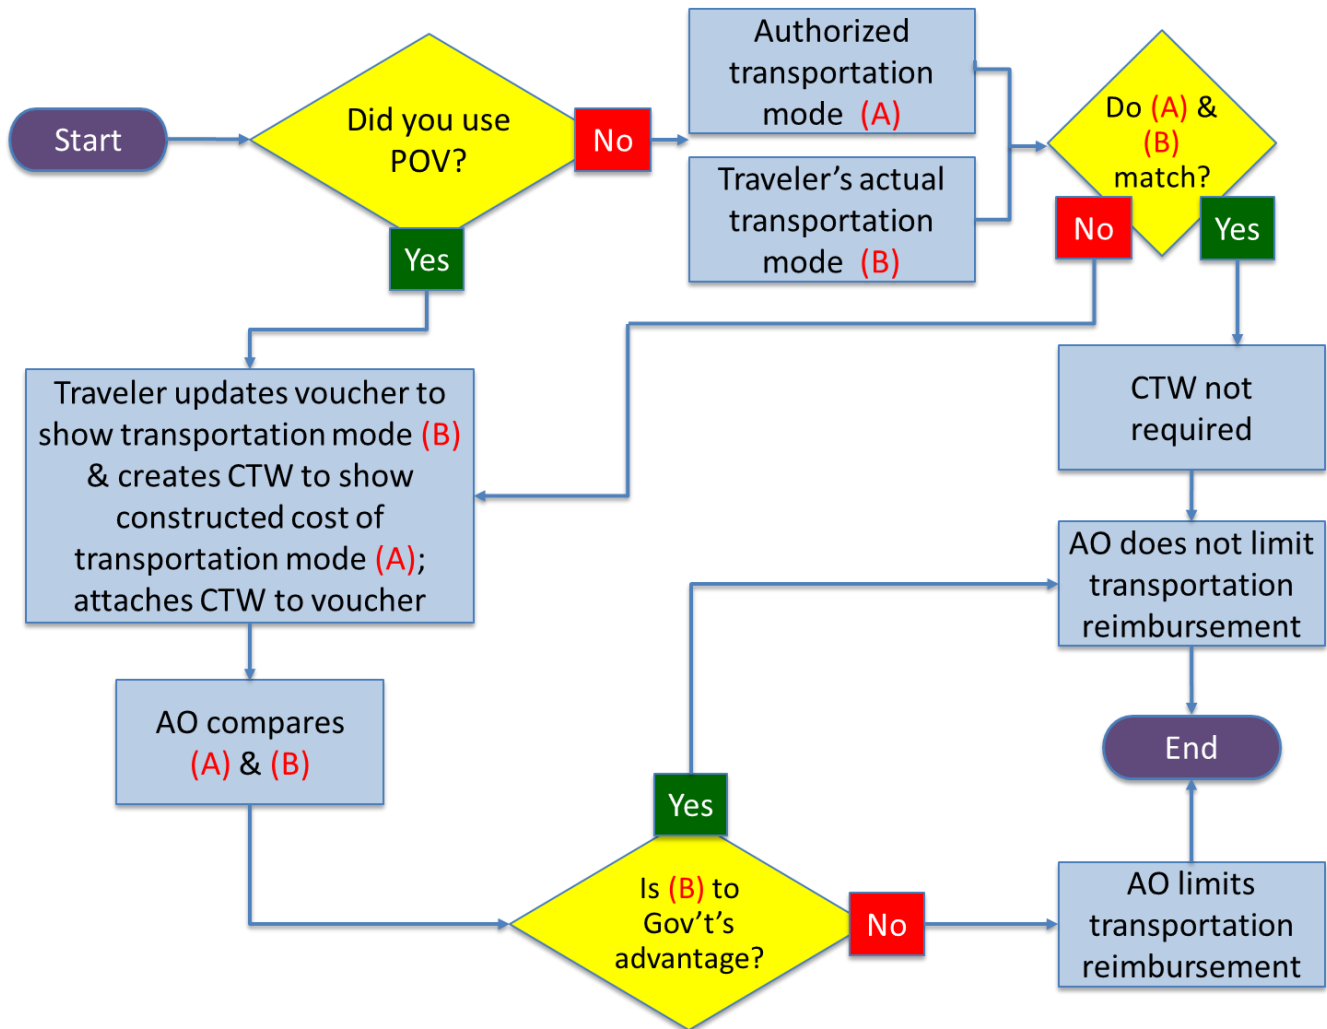 Start
Did you use
POV?
No
Yes
Authorized
transportation
mode (A)
Traveler’s actual
transportation
mode (B)
Do (A) &
(B)
match?
No
Yes
Traveler updates voucher to
show transportation mode (B)
& creates CTW to show
constructed cost of
transportation mode (A);
attaches CTW to voucher
CTW not
required
AO does not limit
transportation
reimbursement
AO compares
(A) & (B)
End
Yes
Is (B) to
Gov’t’s
advantage?
No
AO limits
transportation
reimbursement